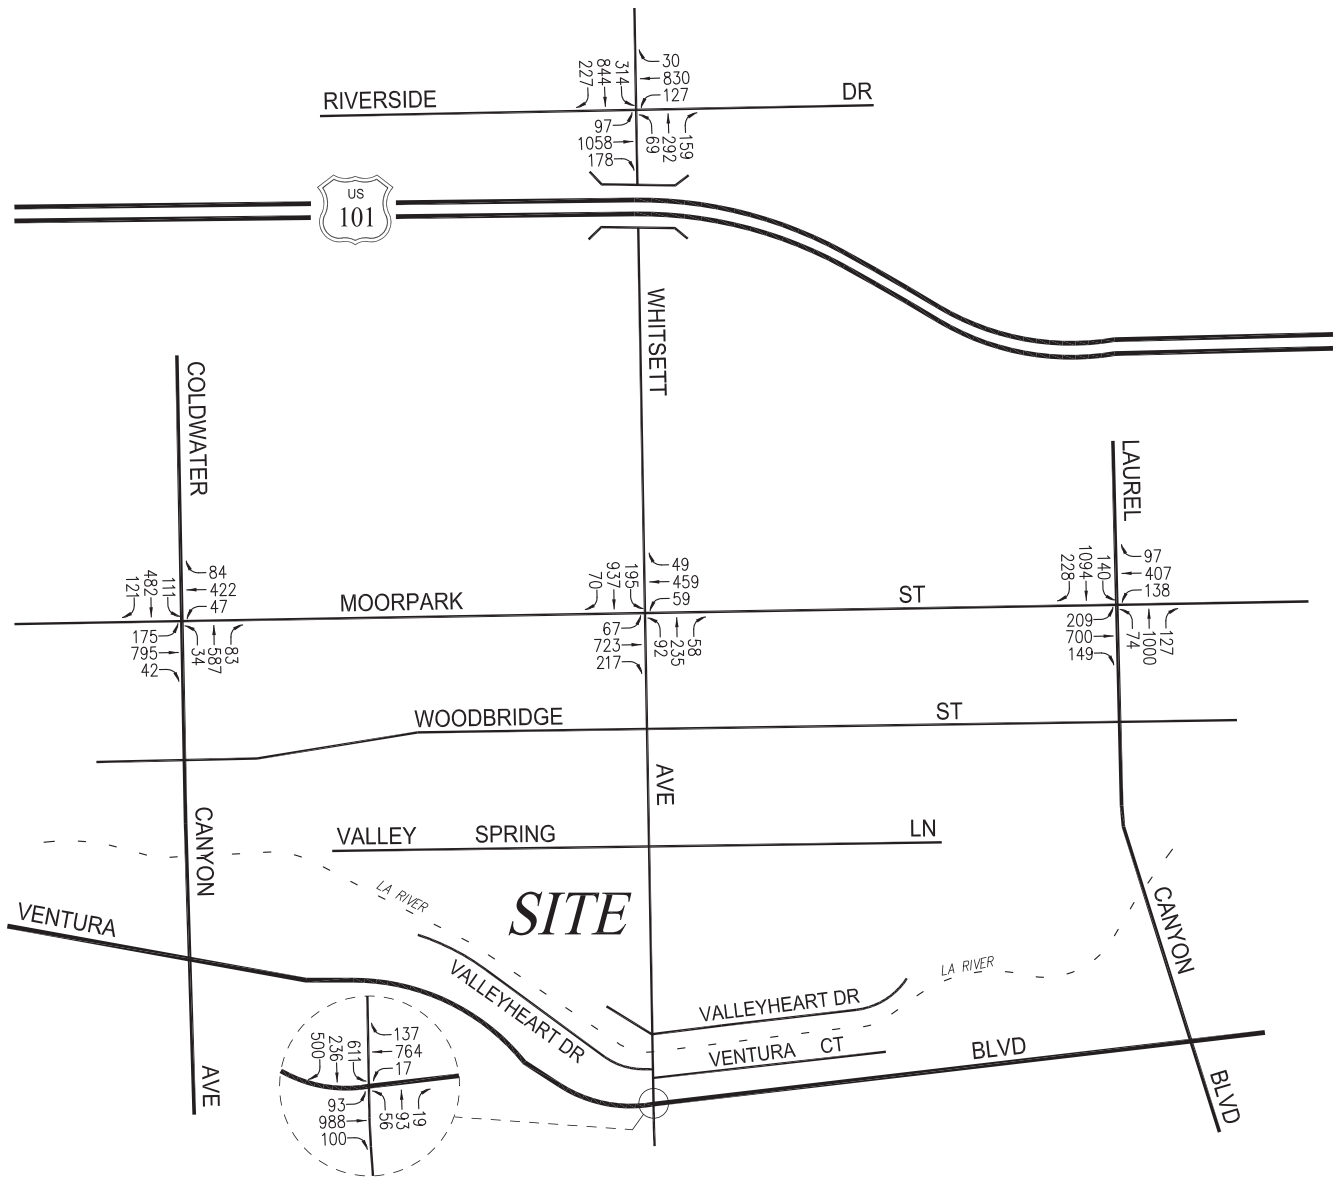 30
830
127
314
844
227
RIVERSIDE DR
97
1058
178
69
292
159
US
101
WHITSETT
COLDWATER
LAUREL
84
422
47
111
482
121
MOORPARK ST
175
795
42
34
587
83
49
459
59
195
937
70
67
723
217
92
235
58
97
407
138
140
1094
228
209
700
149
74
1000
127
WOODBRIDGE ST
AVE
CANYON
VALLEY SPRING LN
LA RIVER
SITE
VENTURA
CANYON
LA RIVER
VALLEYHEART DR
VALLEYHEART DR
VENTURA CT
BLVD
AVE
BLVD
137
764
17
611
236
500
93
988
100
56
93
19